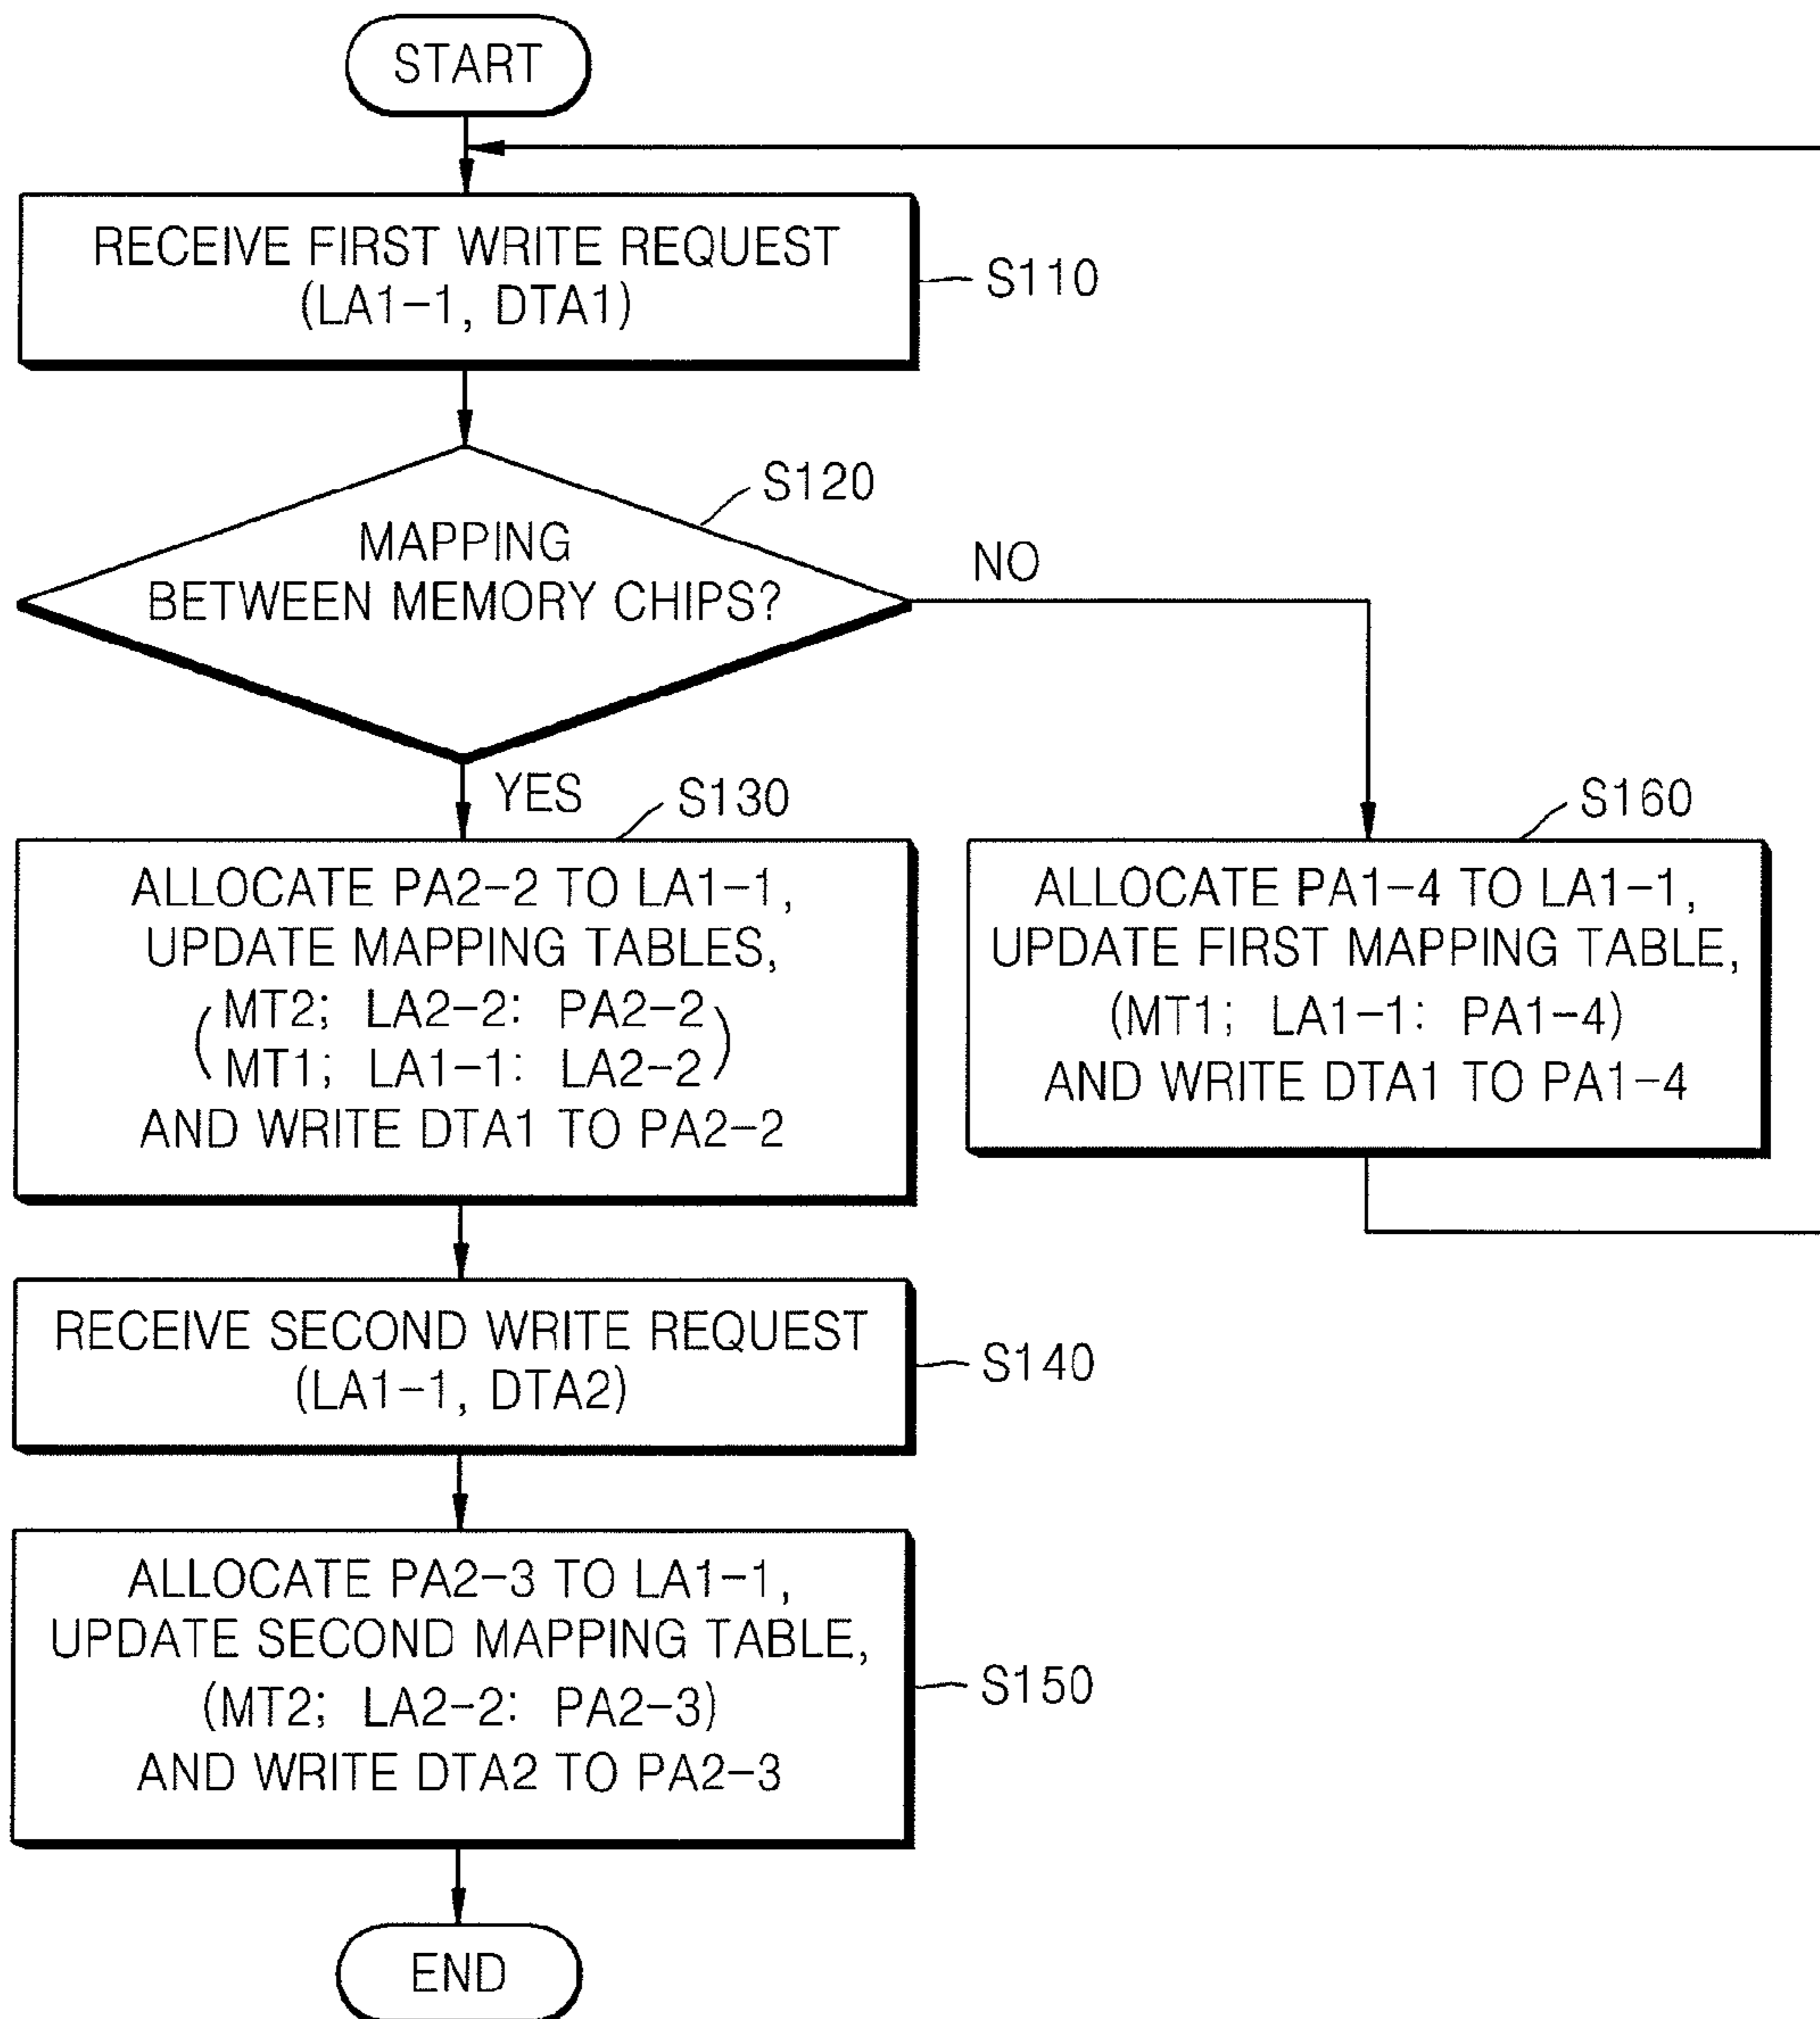 START
RECEIVE FIRST WRITE REQUEST
(LA1-1, DTA1)
S110
S120
MAPPING
BETWEEN MEMORY CHIPS?
NO
YES
S130
ALLOCATE PA2-2 TO LA1-1,
UPDATE MAPPING TABLES,
(MT2; LA2-2: PA2-2
MT1; LA1-1: LA2-2)
AND WRITE DTA1 TO PA2-2
S160
ALLOCATE PA1-4 TO LA1-1,
UPDATE FIRST MAPPING TABLE,
(MT1; LA1-1: PA1-4)
AND WRITE DTA1 TO PA1-4
RECEIVE SECOND WRITE REQUEST
(LA1-1, DTA2)
S140
ALLOCATE PA2-3 TO LA1-1,
UPDATE SECOND MAPPING TABLE,
(MT2; LA2-2: PA2-3)
AND WRITE DTA2 TO PA2-3
S150
END